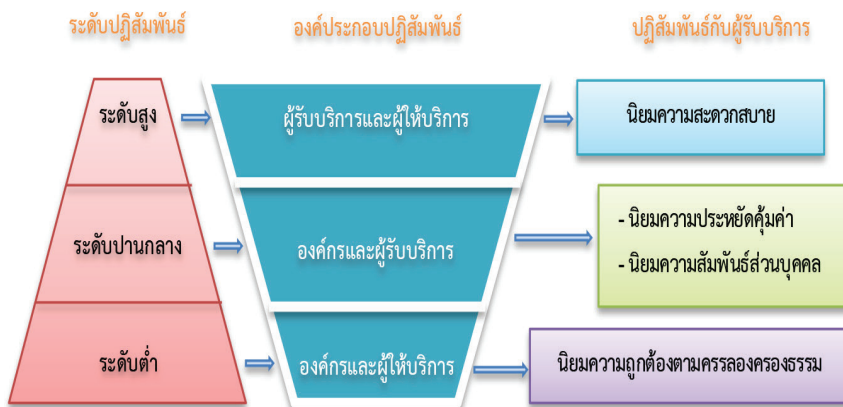 ระดับปฏิสัมพันธ์
องค์ประกอบปฏิสัมพันธ์
ปฏิสัมพันธ์กับผู้รับบริการ
ระดับสูง
ผู้รับบริการและผู้ให้บริการ
นิยมความสะดวกสบาย
ระดับปานกลาง
องค์กรและผู้รับบริการ
- นิยมความประหยัดคุ้มค่า
- นิยมความสัมพันธ์ส่วนบุคคล
ระดับต่ำ
องค์กรและผู้ให้บริการ
นิยมความถูกต้องตามครรลองครองธรรม